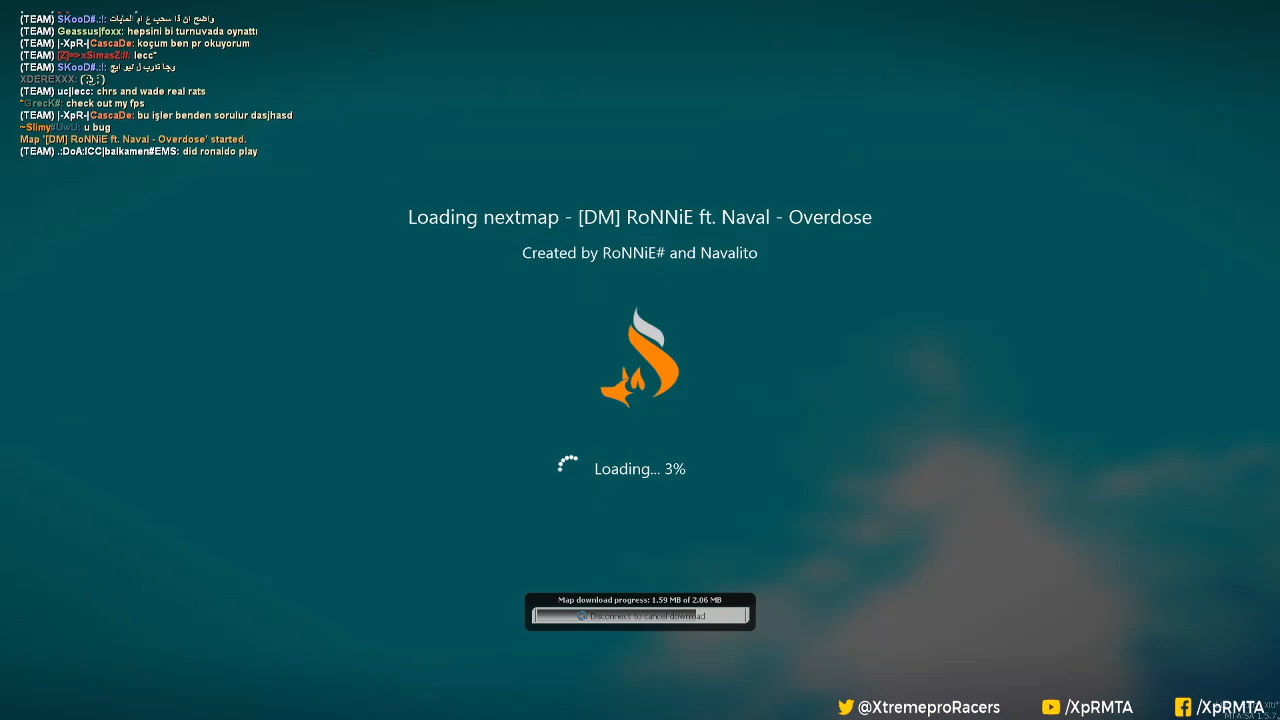 (TEAM) SKooD#.:!: واضح ان ذا سحب ع ام
(TEAM) Geassus|foxx: hepsini bi turnuvada oynattı
(TEAM) |-XpR-|CascaDe: koçum ben pr okuyorum
(TEAM) [Z]=>xSimasZ://: lecc*
(TEAM) SKooD#.:!:
XDEREXXX:
(TEAM) uc|lecc: chrs and wade real rats
*GrecK#: check out my fps
(TEAM) |-XpR-|CascaDe: bu işler benden sorulur dasjhasd
~Slimy#UwU: u bug
Map '[DM] RoNNiE ft. Naval - Overdose' started.
(TEAM) .:DoA:ICC|balkamen#EMS: did ronaldo play
Loading nextmap - [DM] RoNNiE ft. Naval - Overdose
Created by RoNNiE# and Navalito
Loading... 3%
Map download progress: 1.59 MB of 2.06 MB
Disconnect to cancel download
@XtremeproRacers /XpRMTA /XpRMTA
MTA:SA 1.5.2